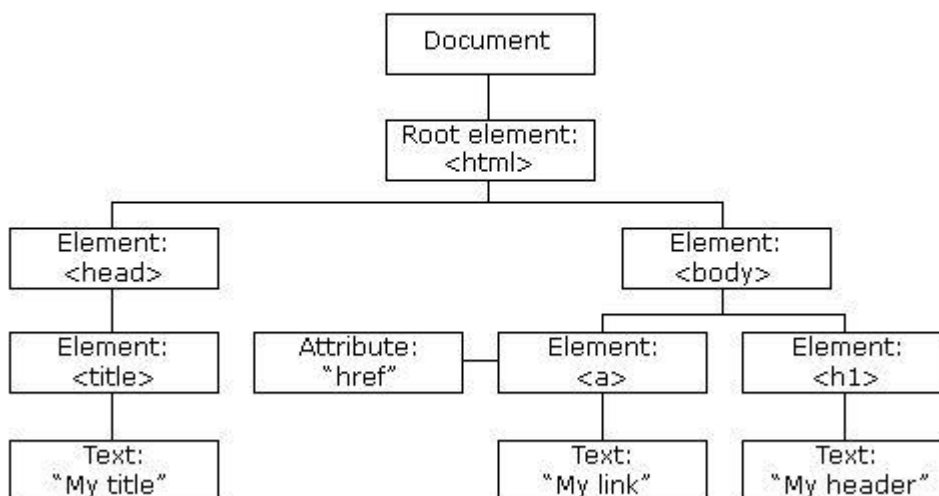 Document
Root element:
<html>
Element:
<head>
Element:
<body>
Element:
<title>
Attribute:
“href”
Element:
<a>
Element:
<h1>
Text:
“My title”
Text:
“My link”
Text:
“My header”